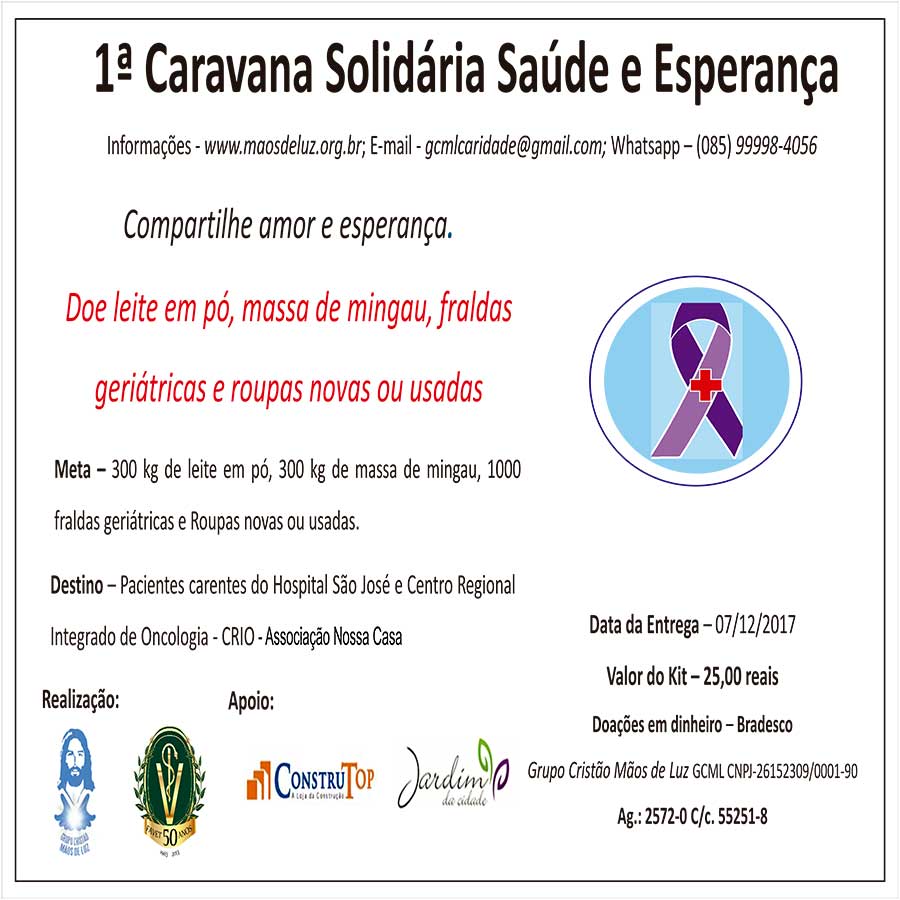 1ª Caravana Solidária Saúde e Esperança
Informações - www.maosdeluz.org.br; E-mail - gcmlcaridade@gmail.com; Whatsapp – (085) 99998-4056
Compartilhe amor e esperança.
Doe leite em pó, massa de mingau, fraldas
geriátricas e roupas novas ou usadas
Meta – 300 kg de leite em pó, 300 kg de massa de mingau, 1000
fraldas geriátricas e Roupas novas ou usadas.
Destino – Pacientes carentes do Hospital São José e Centro Regional
Integrado de Oncologia - CRIO - Associação Nossa Casa
Data da Entrega – 07/12/2017
Valor do Kit – 25,00 reais
Doações em dinheiro – Bradesco
Grupo Cristão Mãos de Luz GCML CNPJ-26152309/0001-90
Ag.: 2572-0 C/c. 55251-8
Realização:
GRUPO CRISTÃO
MÃOS DE LUZ
FAVET 50 ANOS
1963 2013
Apoio:
CONSTRUTOP
A Loja da Construção
Jardim
da cidade